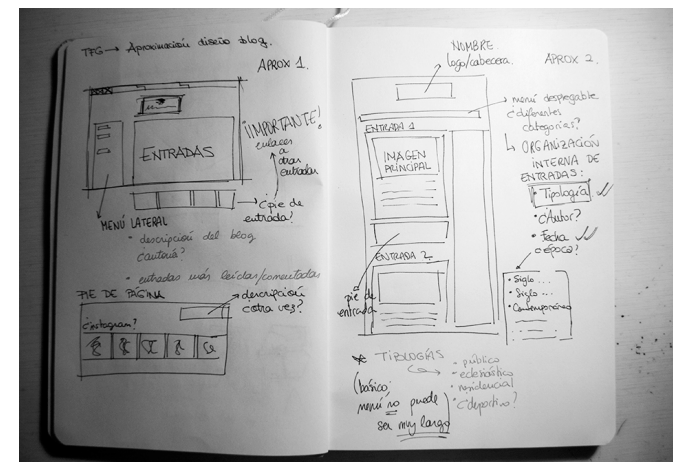 TFG → Aproximación diseño blog.
APROX 1.
ENTRADAS
¡IMPORTANTE!
enlaces
a
otras
entradas
¿pie de
entrada?
MENÚ LATERAL
• descripción del blog
¿autoría?
• entradas más leídas/comentadas
PIE DE PÁGINA
descripción
¿otra vez?
¿instagram?
NOMBRE
logo/cabecera.
APROX 2.
menú desplegable
¿diferentes
categorías?
ENTRADA 1
IMAGEN
PRINCIPAL
ORGANIZACIÓN
INTERNA DE
ENTRADAS:
• Tipología
• ¿Autor?
• Fecha
¿época?
• Siglo ...
• Siglo ...
• Contemporáneo
ENTRADA 2
pie de
entrada
* TIPOLOGÍAS
(básico:
menú no puede
ser muy largo)
• público
• eclesiástico
• residencial
• ¿deportivo?